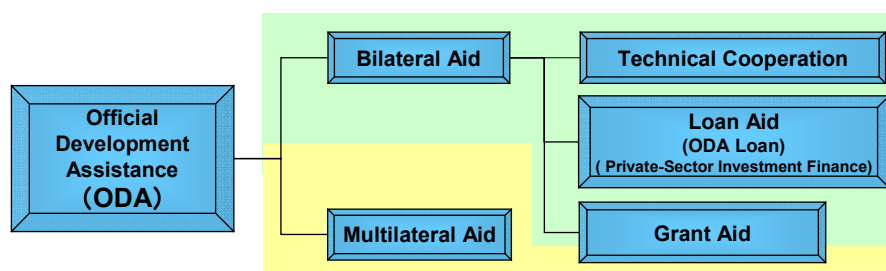 Official
Development
Assistance
（ODA）
Bilateral Aid
Multilateral Aid
Technical Cooperation
Loan Aid
(ODA Loan)
( Private-Sector Investment Finance)
Grant Aid